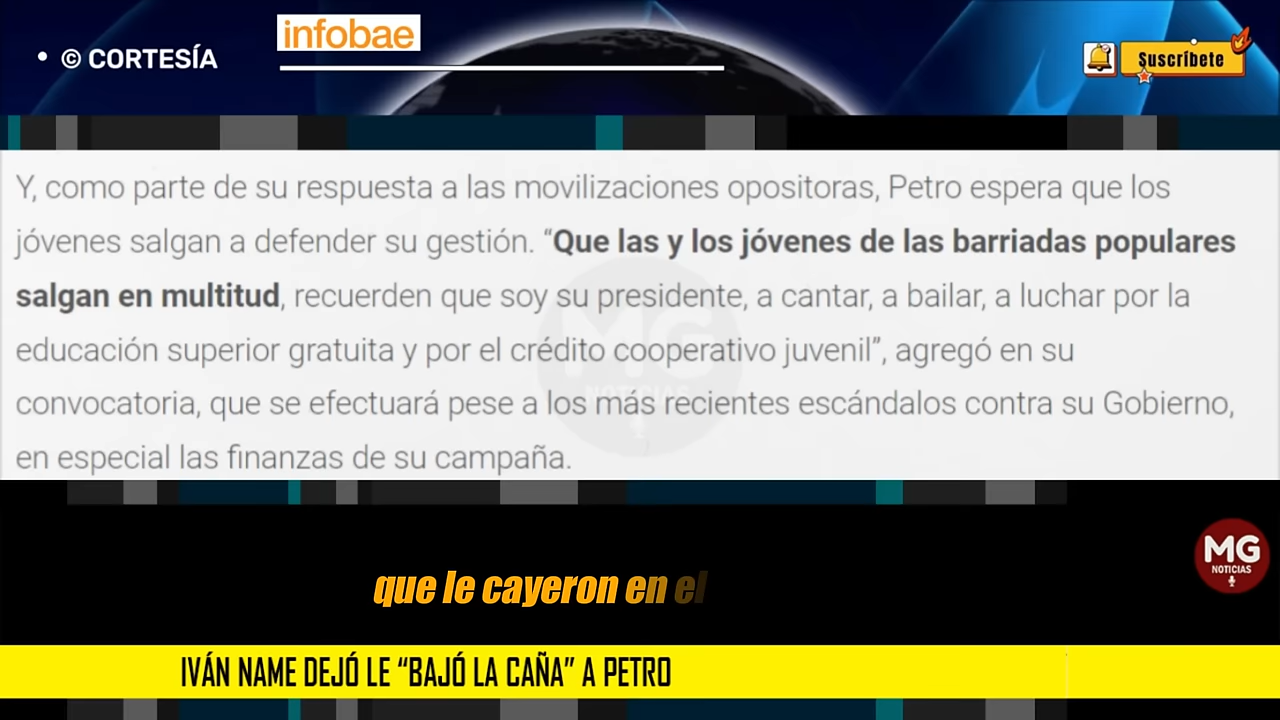 infobae
• © CORTESÍA
Suscríbete
Y, como parte de su respuesta a las movilizaciones opositoras, Petro espera que los
jóvenes salgan a defender su gestión. “Que las y los jóvenes de las barriadas populares
salgan en multitud, recuerden que soy su presidente, a cantar, a bailar, a luchar por la
educación superior gratuita y por el crédito cooperativo juvenil”, agregó en su
convocatoria, que se efectuará pese a los más recientes escándalos contra su Gobierno,
en especial las finanzas de su campaña.
MG
NOTICIAS
MG
NOTICIAS
que le cayeron en el
IVÁN NAME DEJÓ LE “BAJÓ LA CAÑA” A PETRO